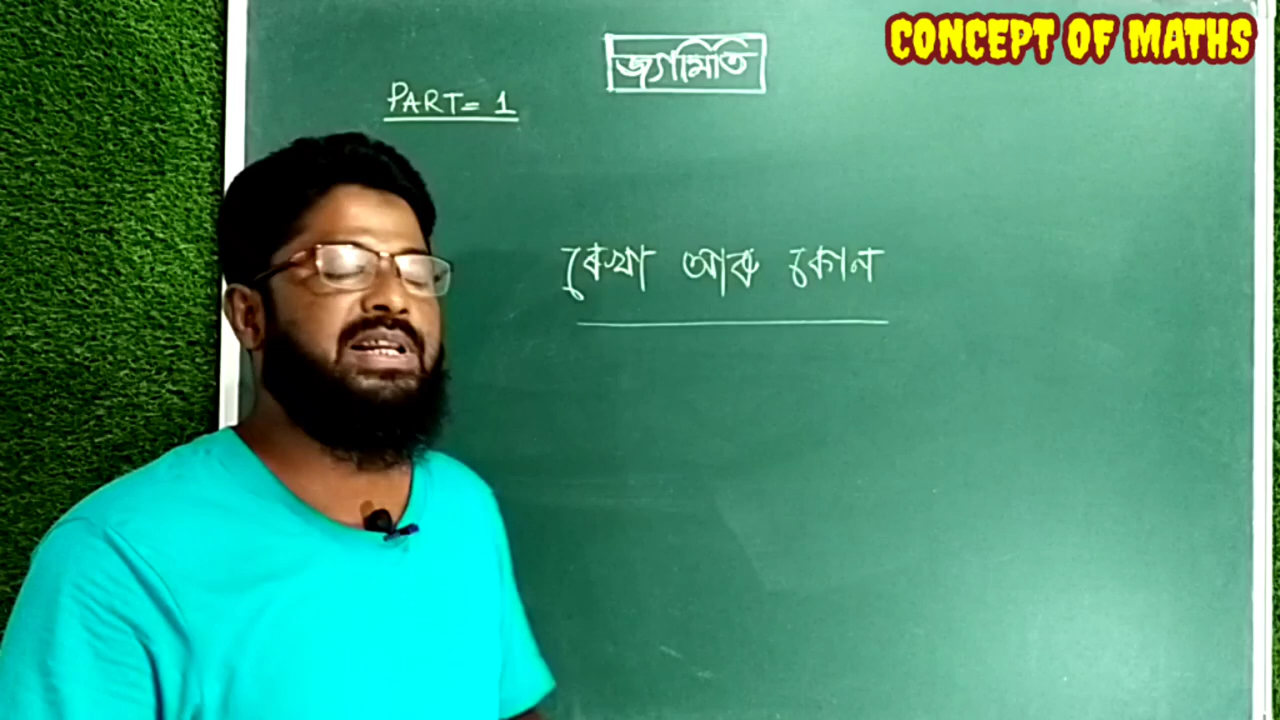 CONCEPT OF MATHS
জ্যামিতি
PART= 1
ৰেখা আৰু কোন